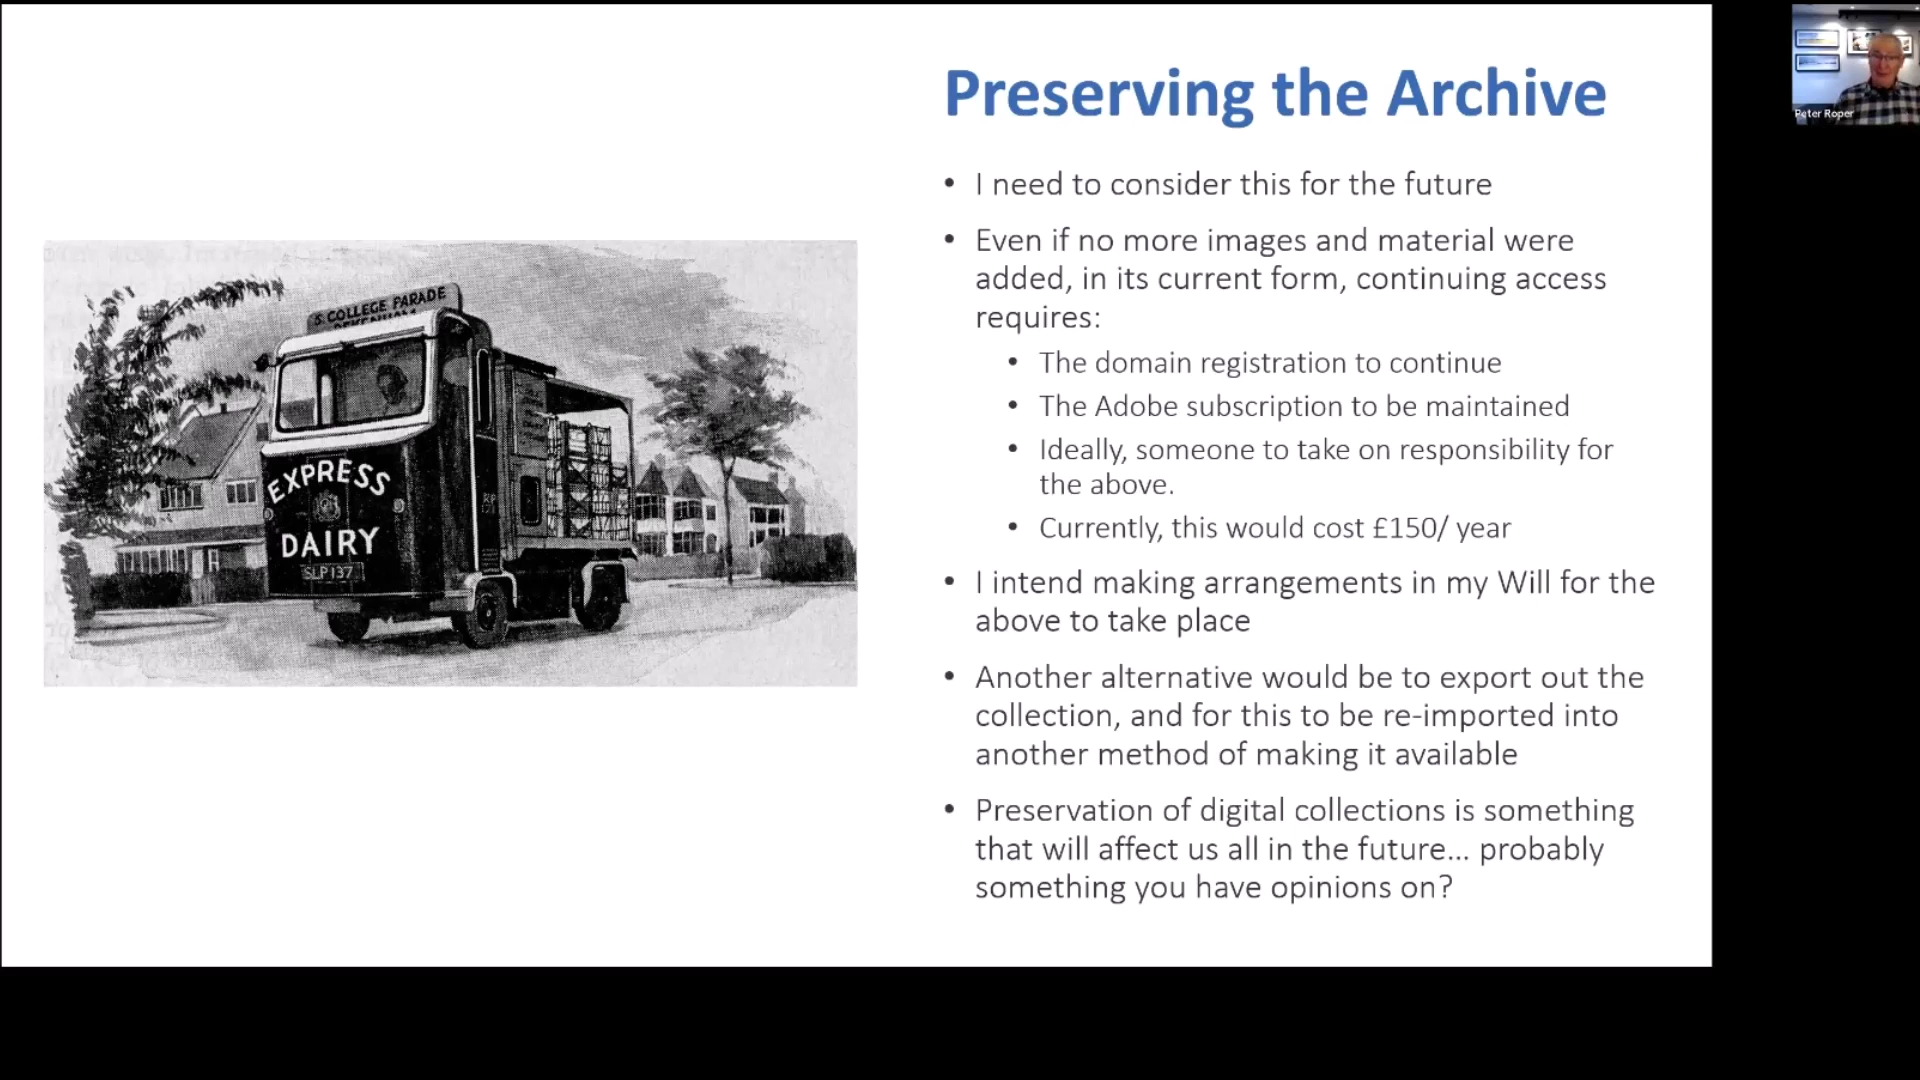 Preserving the Archive
• I need to consider this for the future
• Even if no more images and material were
added, in its current form, continuing access
requires:
• The domain registration to continue
• The Adobe subscription to be maintained
• Ideally, someone to take on responsibility for
the above.
• Currently, this would cost £150/ year
• I intend making arrangements in my Will for the
above to take place
• Another alternative would be to export out the
collection, and for this to be re-imported into
another method of making it available
• Preservation of digital collections is something
that will affect us all in the future... probably
something you have opinions on?
COLLEGE PARADE
EXPRESS
DAIRY
SLP137
Peter Roper